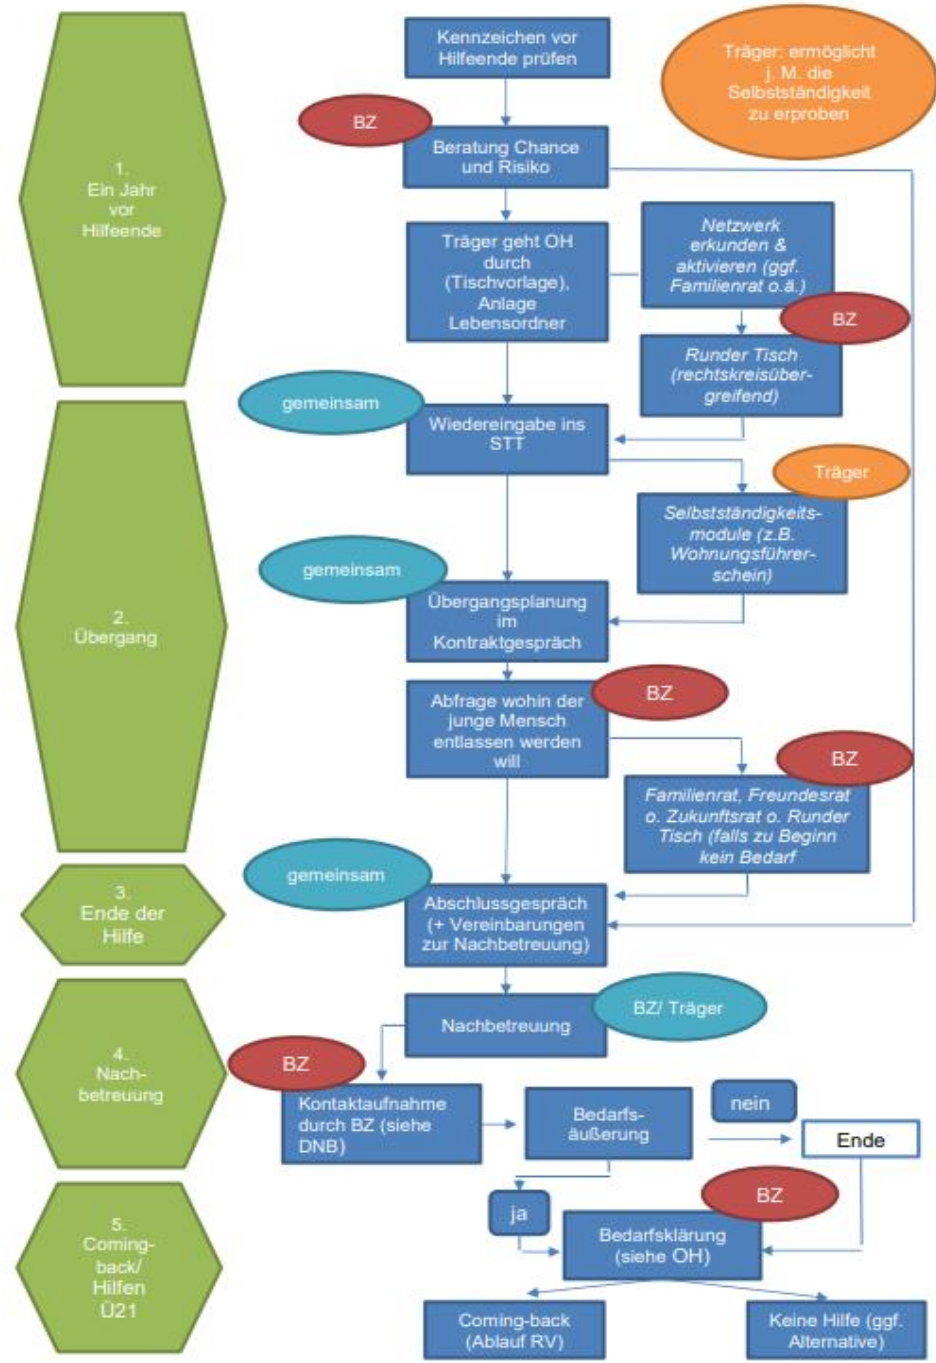 Kennzeichen vor
Hilfeende prüfen
Träger: ermöglicht
j. M. die
Selbstständigkeit
zu erproben
BZ
Beratung Chance
und Risiko
1.
Ein Jahr
vor
Hilfeende
Träger geht OH
durch
(Tischvorlage),
Anlage
Lebensordner
Netzwerk
erkunden &
aktivieren (ggf.
Familienrat o.ä.)
BZ
Runder Tisch
(rechtskreisüber-
greifend)
gemeinsam
Wiedereingabe ins
STT
Träger
Selbstständigkeits-
module (z.B.
Wohnungsführer-
schein)
gemeinsam
Übergangsplanung
im
Kontraktgespräch
2.
Übergang
Abfrage wohin der
junge Mensch
entlassen werden
will
BZ
BZ
Familienrat, Freundesrat
o. Zukunftsrat o. Runder
Tisch (falls zu Beginn
kein Bedarf
gemeinsam
3.
Ende der
Hilfe
Abschlussgespräch
(+ Vereinbarungen
zur Nachbetreuung)
Nachbetreuung
BZ/ Träger
4.
Nach-
betreuung
BZ
Kontaktaufnahme
durch BZ (siehe
DNB)
Bedarfs-
äußerung
nein
Ende
ja
BZ
Bedarfsklärung
(siehe OH)
5.
Coming-
back/
Hilfen
Ü21
Coming-back
(Ablauf RV)
Keine Hilfe (ggf.
Alternative)